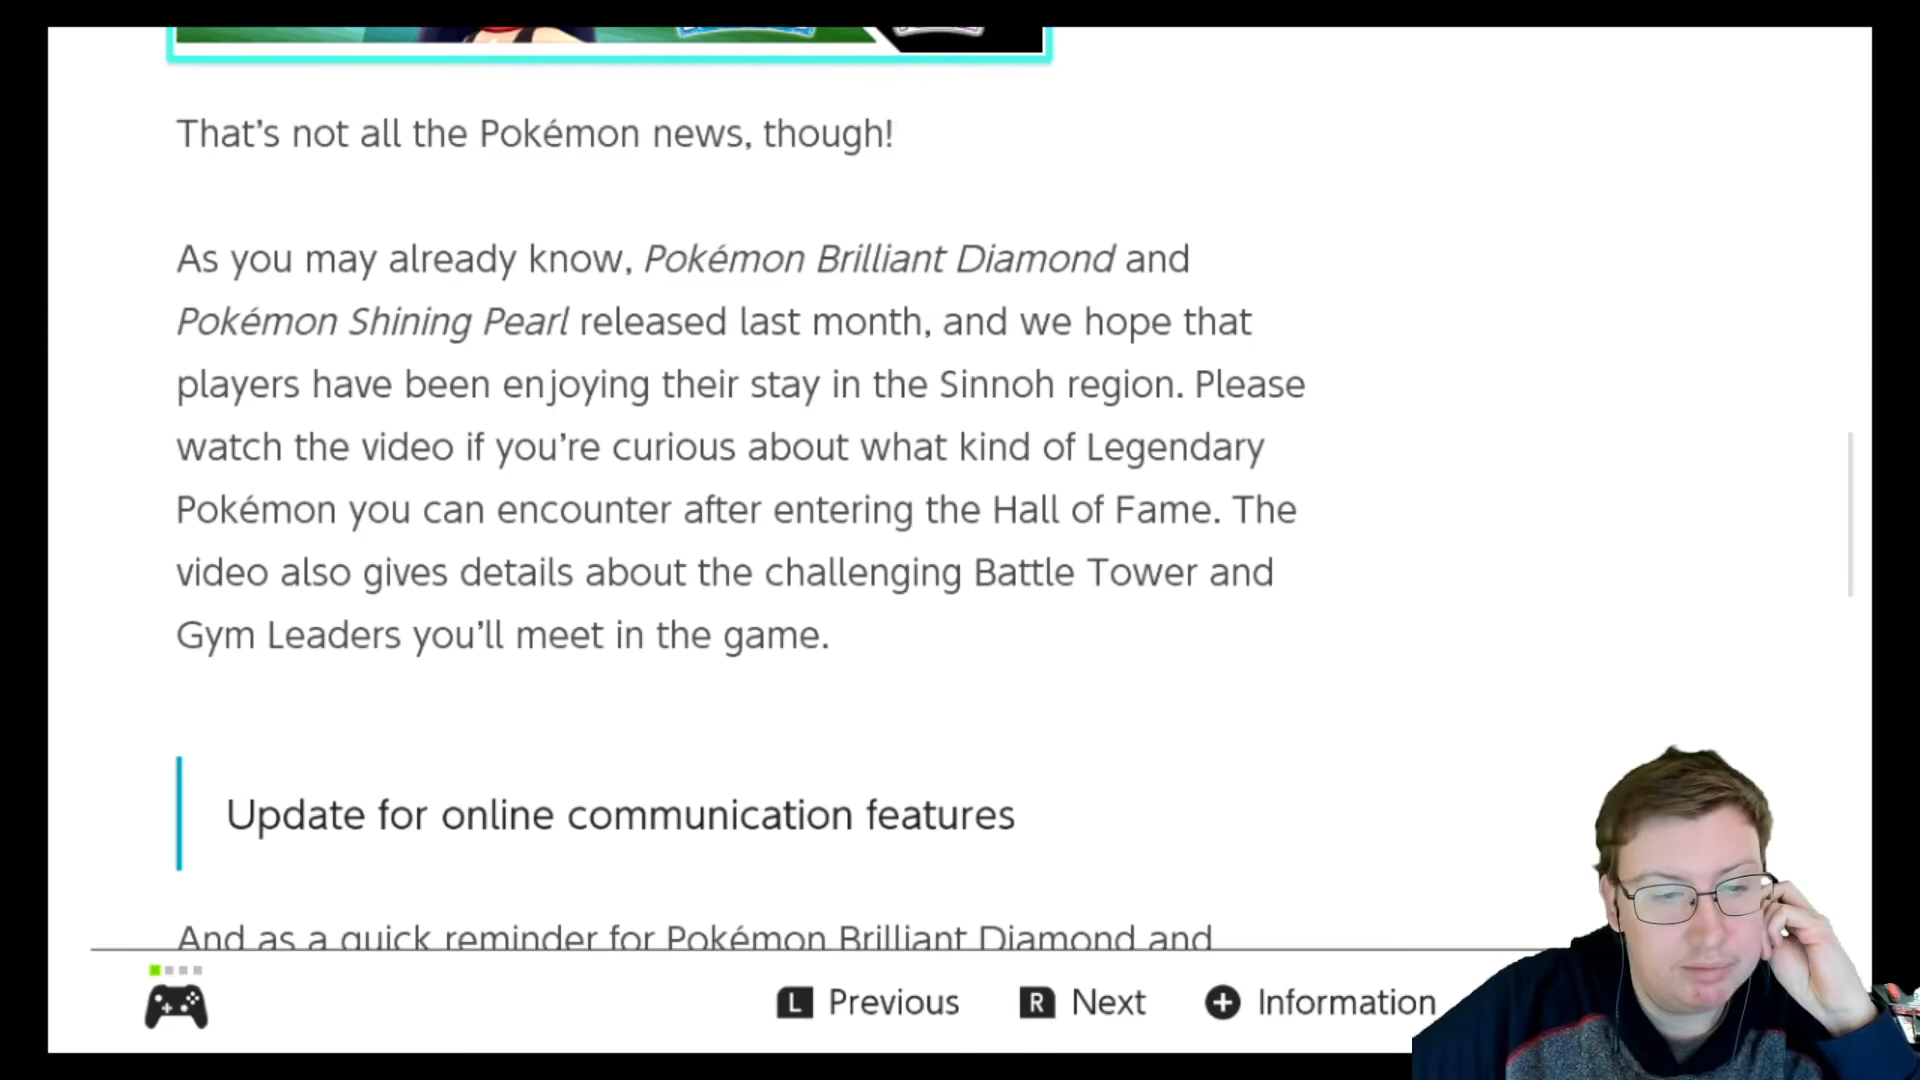 That's not all the Pokémon news, though!
As you may already know, Pokémon Brilliant Diamond and
Pokémon Shining Pearl released last month, and we hope that
players have been enjoying their stay in the Sinnoh region. Please
watch the video if you're curious about what kind of Legendary
Pokémon you can encounter after entering the Hall of Fame. The
video also gives details about the challenging Battle Tower and
Gym Leaders you'll meet in the game.
Update for online communication features
And as a quick reminder for Pokémon Brilliant Diamond and
L Previous R Next + Information